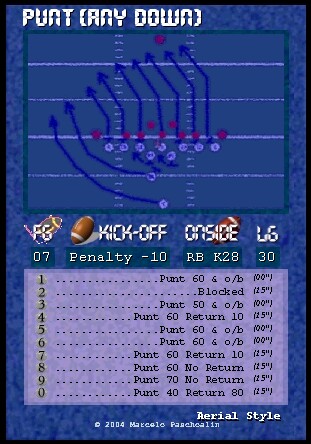 PUNT (ANY DOWN)
FG KICK-OFF ONSIDE LG
07 Penalty -10 RB K28 30
1 ..................Punt 60 & o/b (00")
2 ........................Blocked (15")
3 ..................Punt 50 & o/b (00")
4 ..............Punt 60 Return 10 (15")
5 ..................Punt 60 & o/b (00")
6 ..................Punt 60 & o/b (00")
7 ..............Punt 60 Return 10 (15")
8 ..............Punt 60 No Return (15")
9 ..............Punt 70 No Return (15")
0 ..............Punt 40 Return 80 (15")
Aerial Style
© 2004 Marcelo Paschoalin